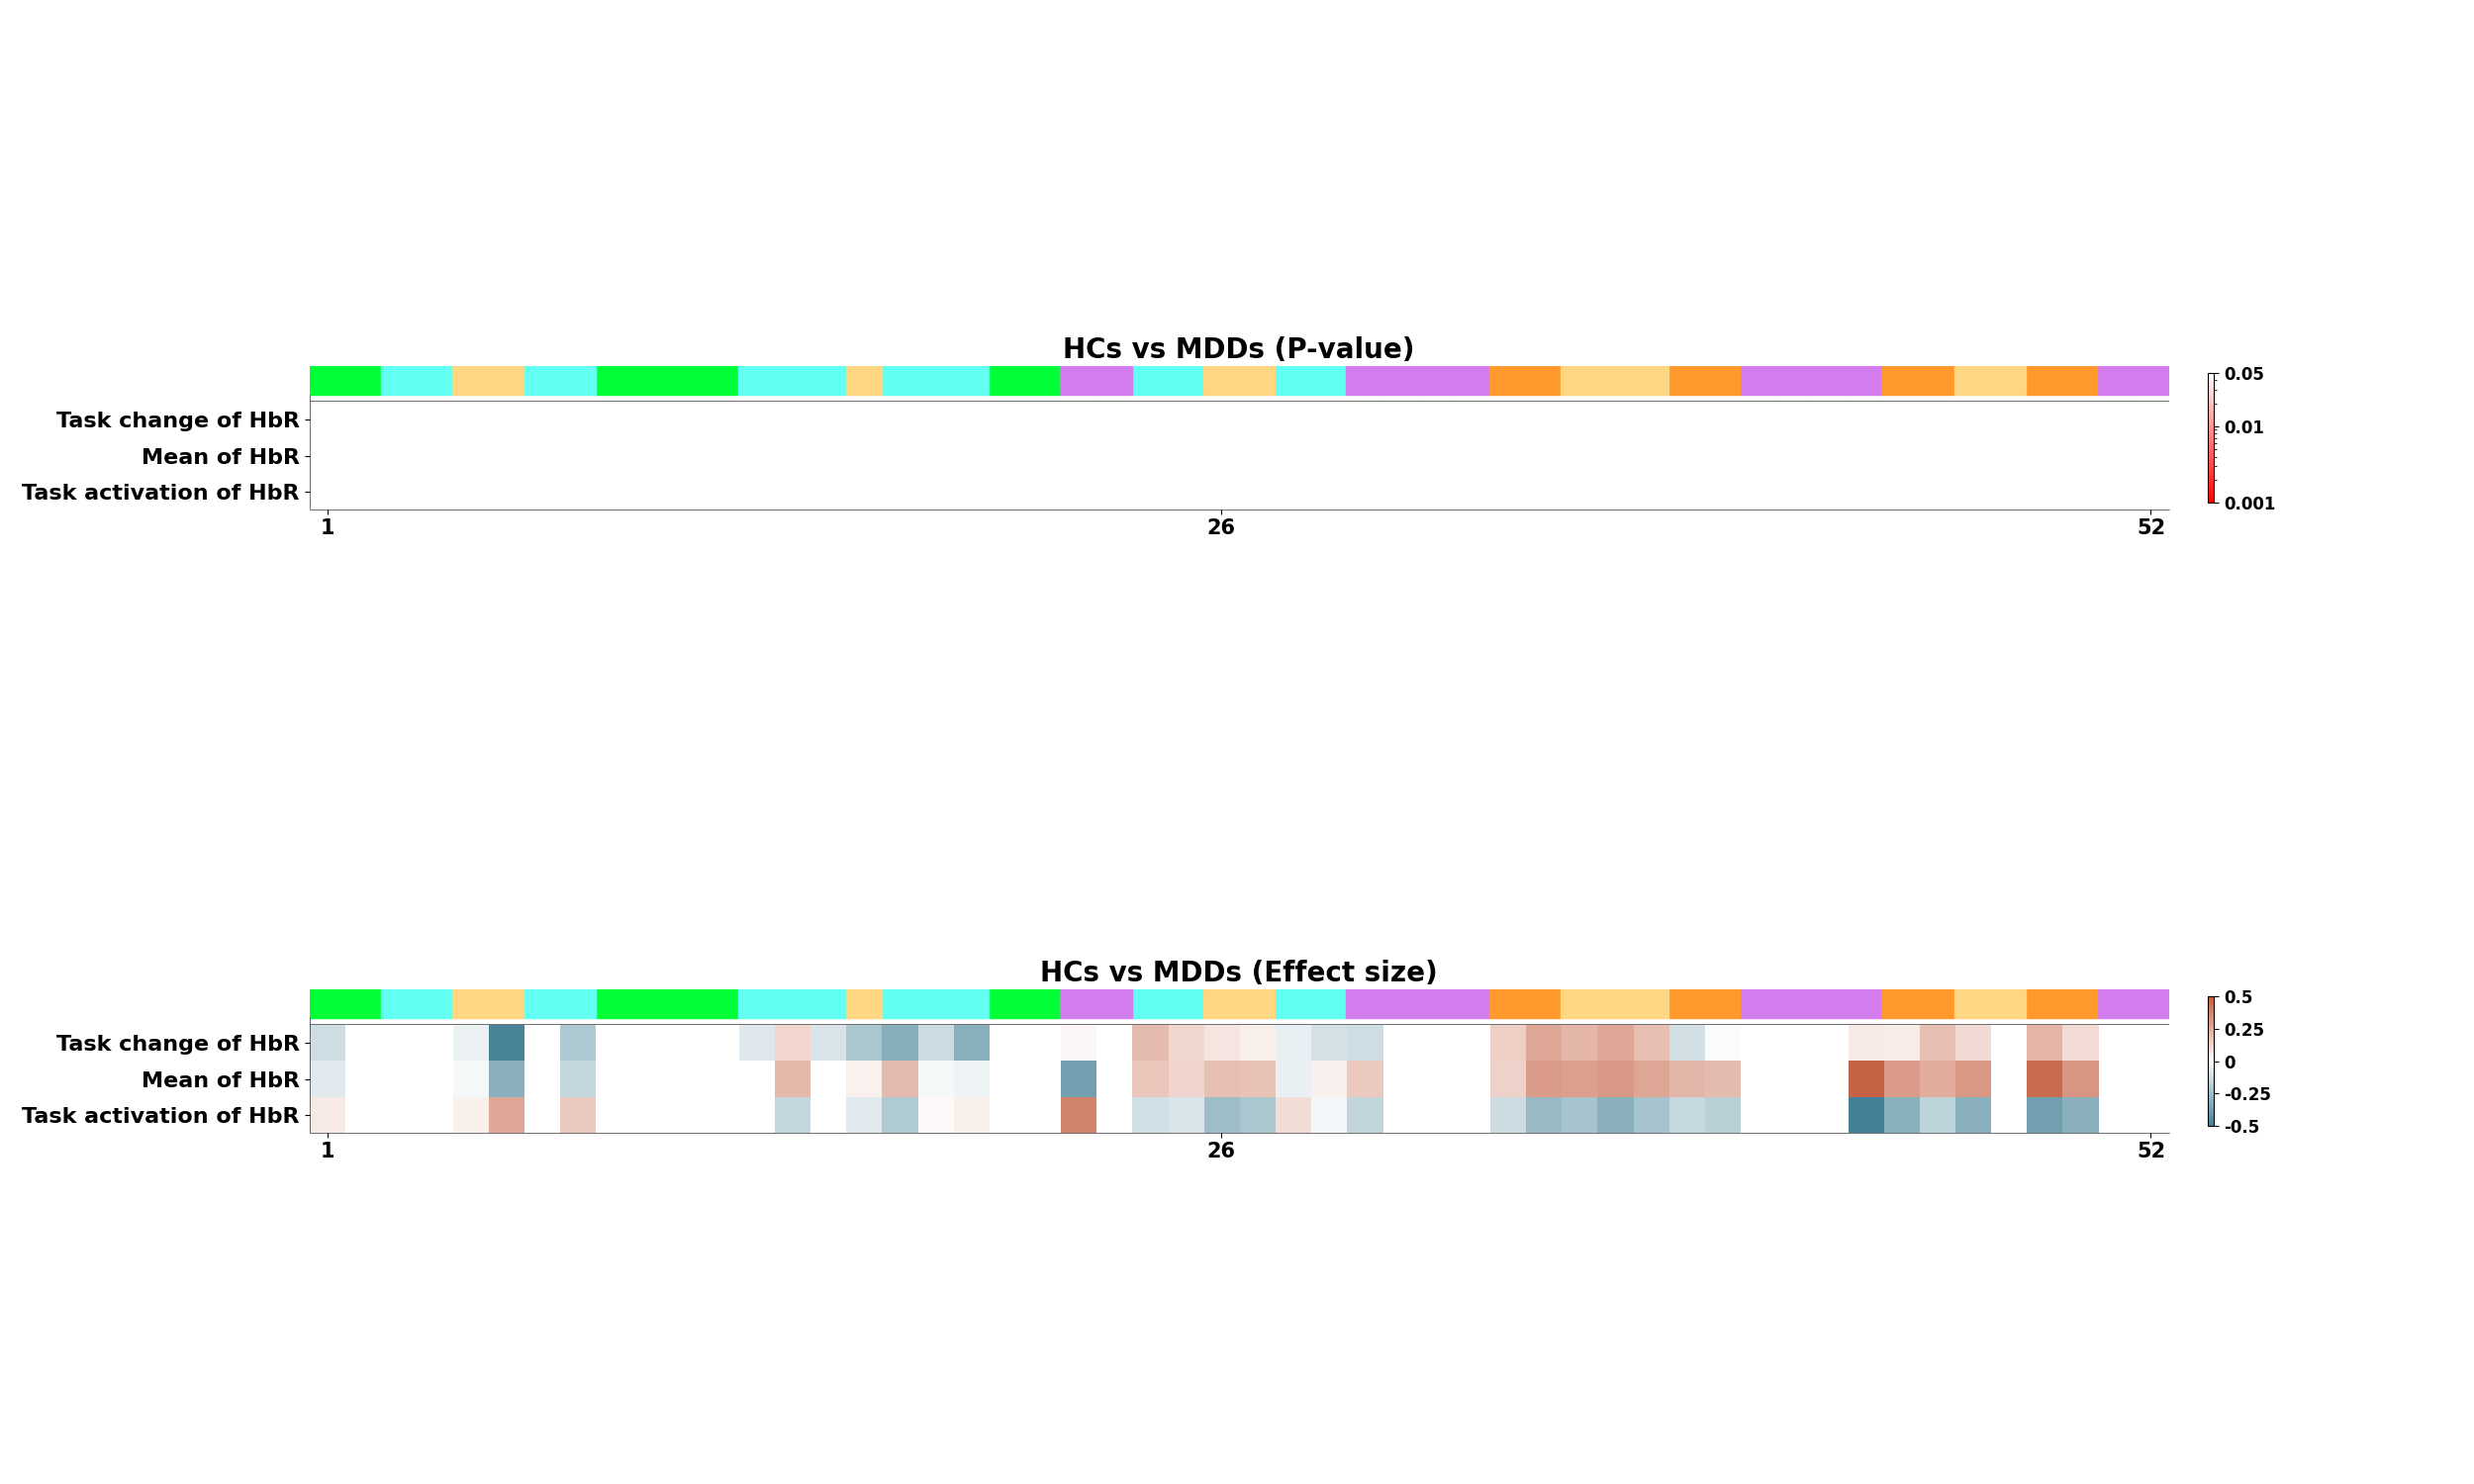 HCs vs MDDs (P-value)
Task change of HbR
Mean of HbR
Task activation of HbR
1 26 52
0.05
0.01
0.001
HCs vs MDDs (Effect size)
Task change of HbR
Mean of HbR
Task activation of HbR
1 26 52
0.5
0.25
0
-0.25
-0.5